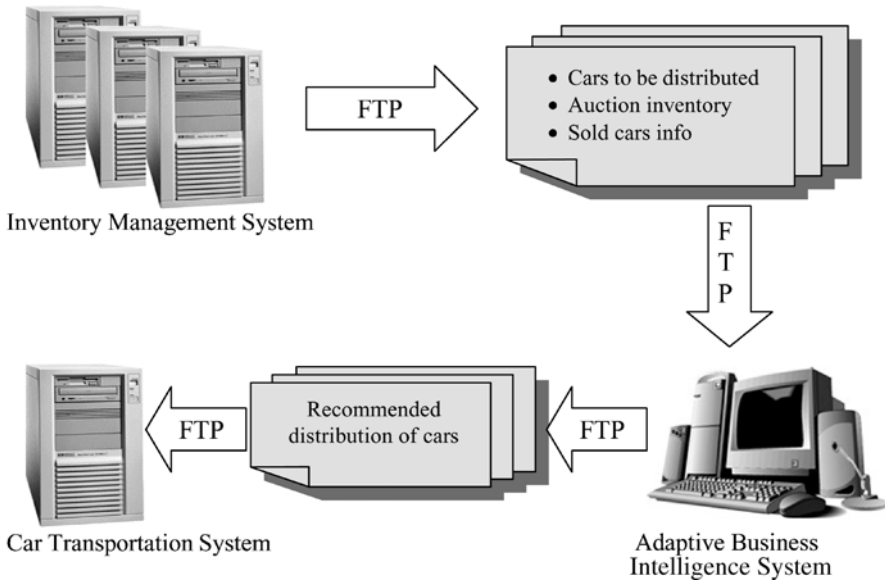 FTP
• Cars to be distributed
• Auction inventory
• Sold cars info
Inventory Management System
F
T
P
Recommended
distribution of cars
FTP
FTP
Car Transportation System
Adaptive Business
Intelligence System